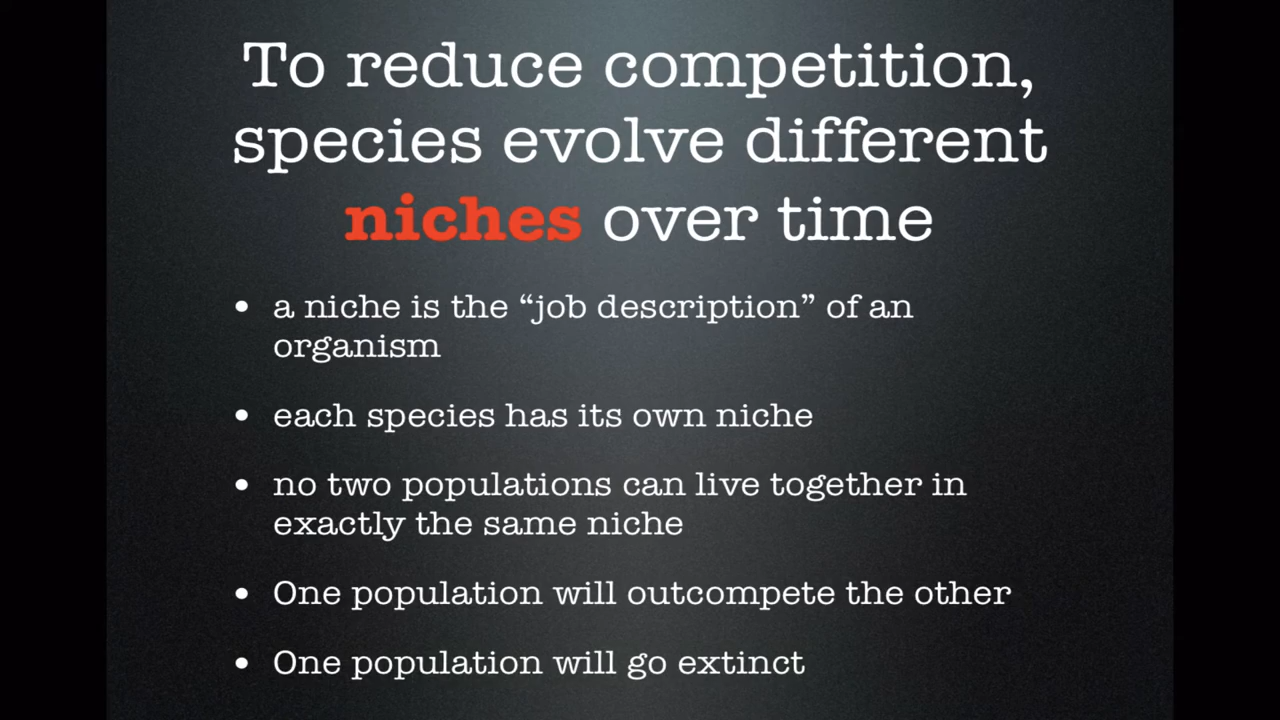 To reduce competition,
species evolve different
niches over time
• a niche is the “job description” of an
organism
• each species has its own niche
• no two populations can live together in
exactly the same niche
• One population will outcompete the other
• One population will go extinct